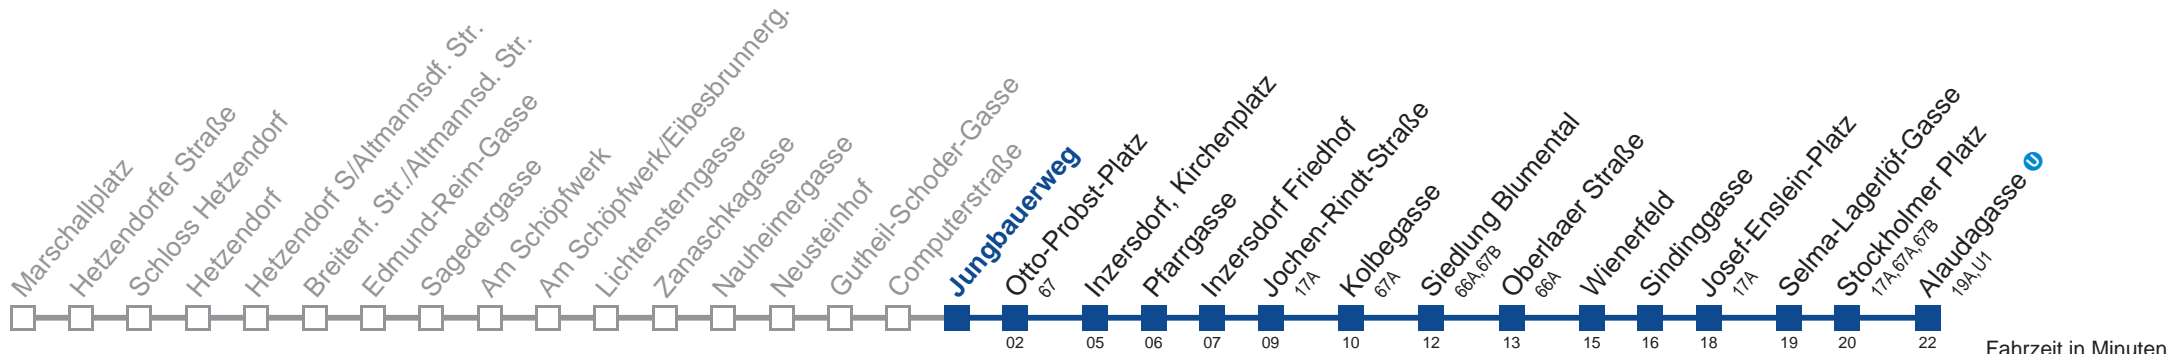 Marschallplatz
Hetzendorfer Straße
Schloss Hetzendorf
Hetzendorf
Hetzendorf S/Altmannsdf. Str.
Breitenf. Str./Altmannsd. Str.
Edmund-Reim-Gasse
Sagedergasse
Am Schöpfwerk
Am Schöpfwerk/Eibesbrunnerg.
Lichtensterngasse
Zanaschkagasse
Nauheimergasse
Neusteinhof
Gutheil-Schoder-Gasse
Computerstraße
Jungbauerweg
Otto-Probst-Platz
67
Inzersdorf, Kirchenplatz
Pfarrgasse
Inzersdorf Friedhof
Jochen-Rindt-Straße
17A
Kolbegasse
67A
Siedlung Blumental
66A,67B
Oberlaaer Straße
66A
Wienerfeld
Sindinggasse
Josef-Enslein-Platz
17A
Selma-Lagerlöf-Gasse
Stockholmer Platz
17A,67A,67B
Alaudagasse U
19A,U1
02 05 06 07 09 10 12 13 15 16 18 19 20 22
Fahrzeit in Minuten